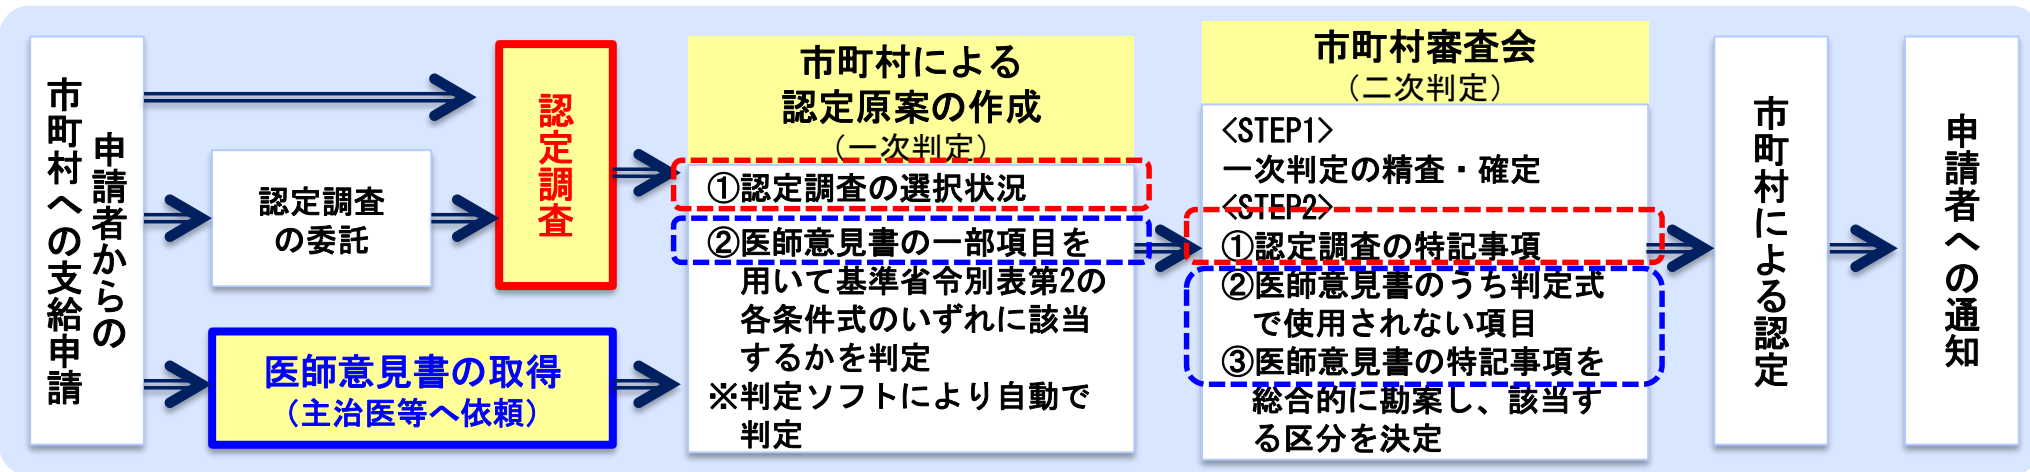 申請者からの
市町村への支給申請
認定調査
の委託
認定調査
医師意見書の取得
（主治医等へ依頼）
市町村による
認定原案の作成
（一次判定）
①認定調査の選択状況
②医師意見書の一部項目を
用いて基準省令別表第2の
各条件式のいずれに該当
するかを判定
※判定ソフトにより自動で
判定
市町村審査会
（二次判定）
<STEP1>
一次判定の精査・確定
<STEP2>
①認定調査の特記事項
②医師意見書のうち判定式
で使用されない項目
③医師意見書の特記事項を
総合的に勘案し、該当す
る区分を決定
市町村による認定
申請者への通知